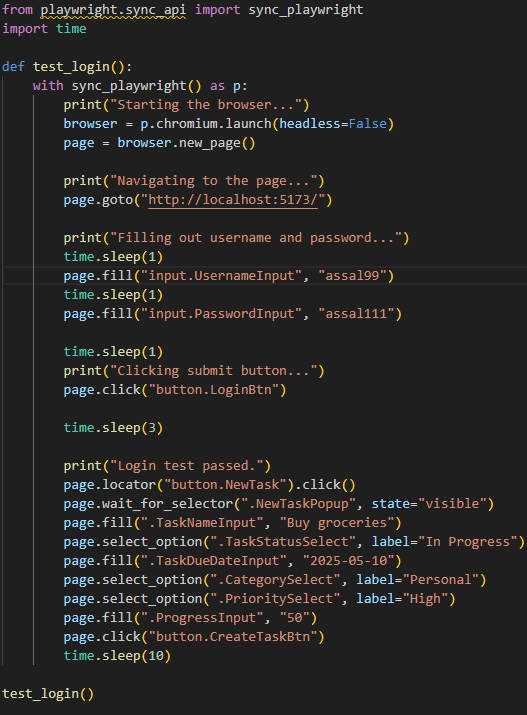 from playwright.sync_api import sync_playwright
import time
def test_login():
    with sync_playwright() as p:
        print("Starting the browser...")
        browser = p.chromium.launch(headless=False)
        page = browser.new_page()
        print("Navigating to the page...")
        page.goto("http://localhost:5173/")
        print("Filling out username and password...")
        time.sleep(1)
        page.fill("input.UsernameInput", "assal99")
        time.sleep(1)
        page.fill("input.PasswordInput", "assal111")
        time.sleep(1)
        print("Clicking submit button...")
        page.click("button.LoginBtn")
        time.sleep(3)
        print("Login test passed.")
        page.locator("button.NewTask").click()
        page.wait_for_selector(".NewTaskPopup", state="visible")
        page.fill(".TaskNameInput", "Buy groceries")
        page.select_option(".TaskStatusSelect", label="In Progress")
        page.fill(".TaskDueDateInput", "2025-05-10")
        page.select_option(".CategorySelect", label="Personal")
        page.select_option(".PrioritySelect", label="High")
        page.fill(".ProgressInput", "50")
        page.click("button.CreateTaskBtn")
        time.sleep(10)
test_login()